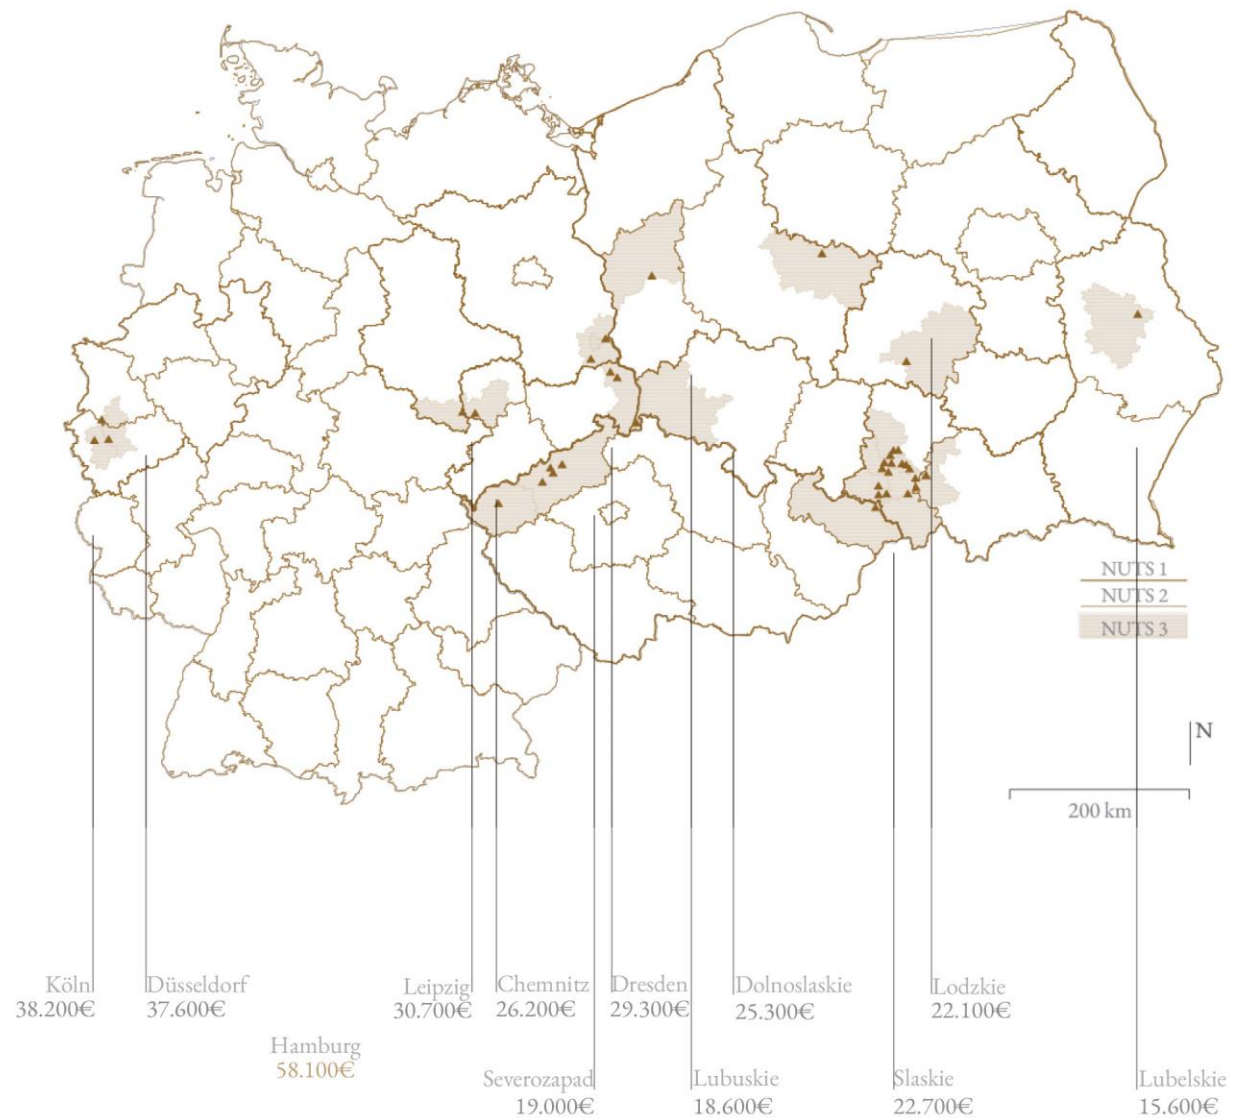 NUTS 1
NUTS 2
NUTS 3
N
200 km
Köln
38.200€
Düsseldorf
37.600€
Leipzig
30.700€
Chemnitz
26.200€
Dresden
29.300€
Dolnoslaskie
25.300€
Lodzkie
22.100€
Hamburg
58.100€
Severozapad
19.000€
Lubuskie
18.600€
Slaskie
22.700€
Lubelskie
15.600€